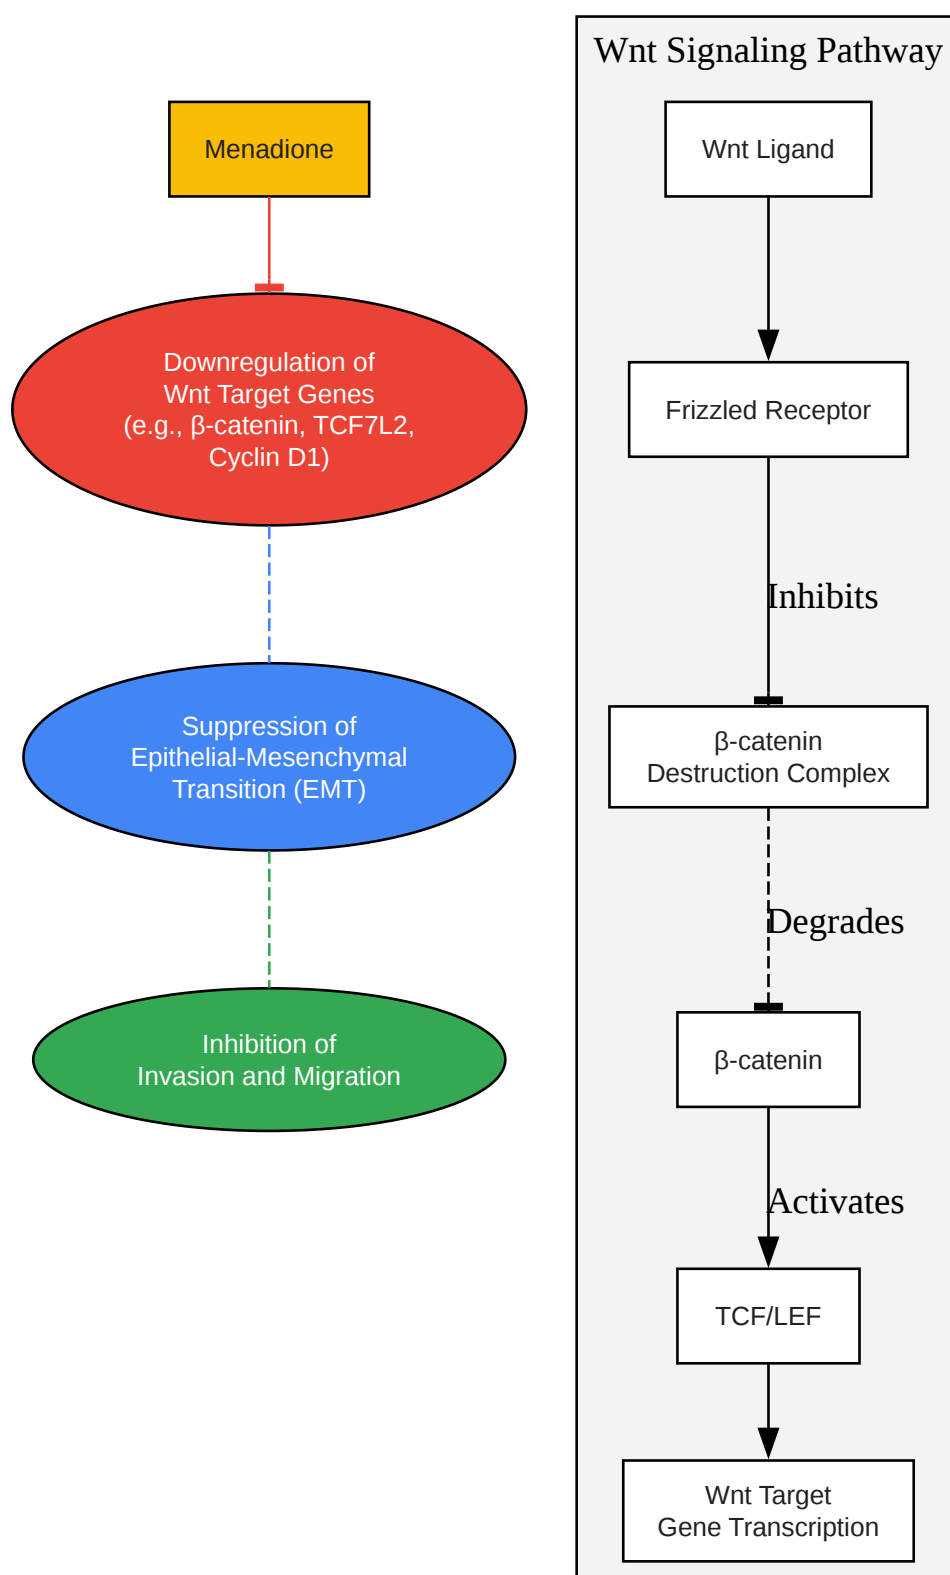 Menadione
Downregulation of
Wnt Target Genes
(e.g., β-catenin, TCF7L2,
Cyclin D1)
Suppression of
Epithelial-Mesenchymal
Transition (EMT)
Inhibition of
Invasion and Migration
Wnt Signaling Pathway
Wnt Ligand
Frizzled Receptor
Inhibits
β-catenin
Destruction Complex
Degrades
β-catenin
Activates
TCF/LEF
Wnt Target
Gene Transcription